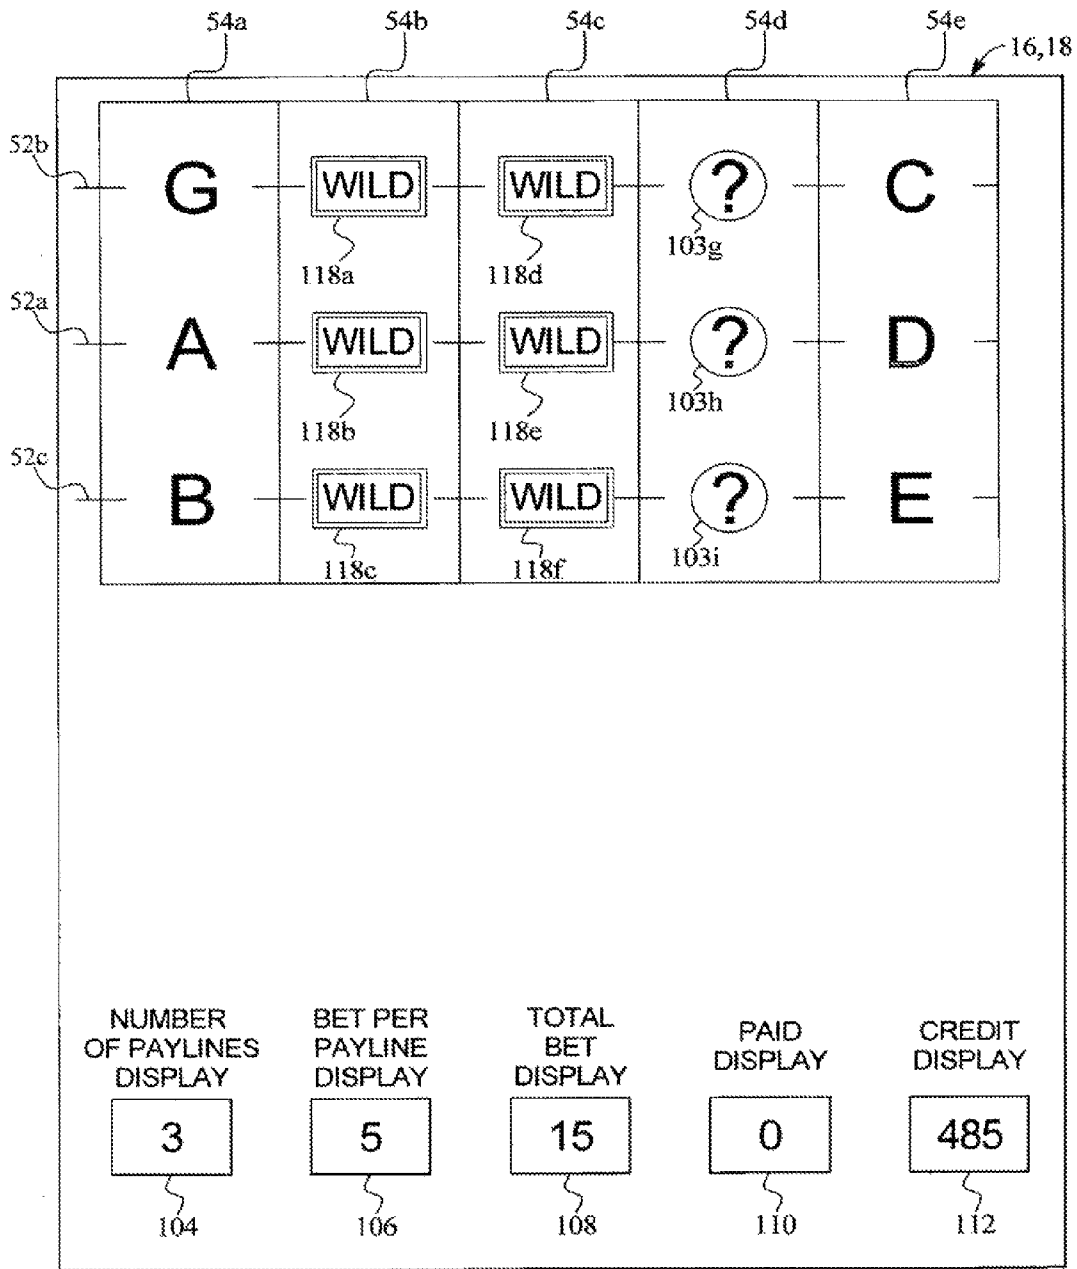 54a 54b 54c 54d 54e
16,18
52b G WILD WILD ? C
118a 118d 103g
52a A WILD WILD ? D
118b 118e 103h
52c B WILD WILD ? E
118c 118f 103i
NUMBER OF PAYLINES DISPLAY
BET PER PAYLINE DISPLAY
TOTAL BET DISPLAY
PAID DISPLAY
CREDIT DISPLAY
3 5 15 0 485
104 106 108 110 112